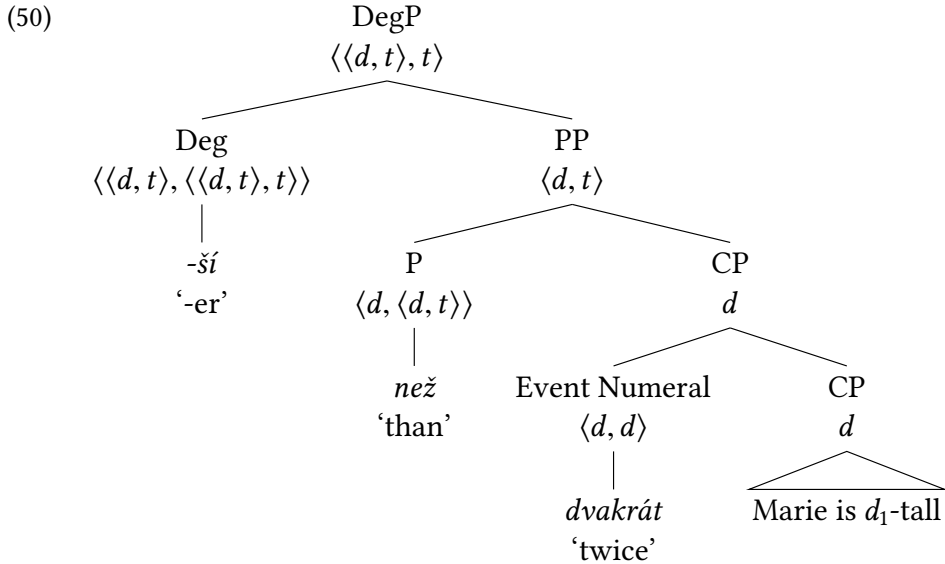 (50)
DegP
⟨⟨d, t⟩, t⟩
Deg PP
⟨⟨d, t⟩, ⟨⟨d, t⟩, t⟩⟩ ⟨d, t⟩
-ší P CP
‘-er’ ⟨d, ⟨d, t⟩⟩ d
než Event Numeral CP
‘than’ ⟨d, d⟩ d
dvakrát Marie is d₁-tall
‘twice’